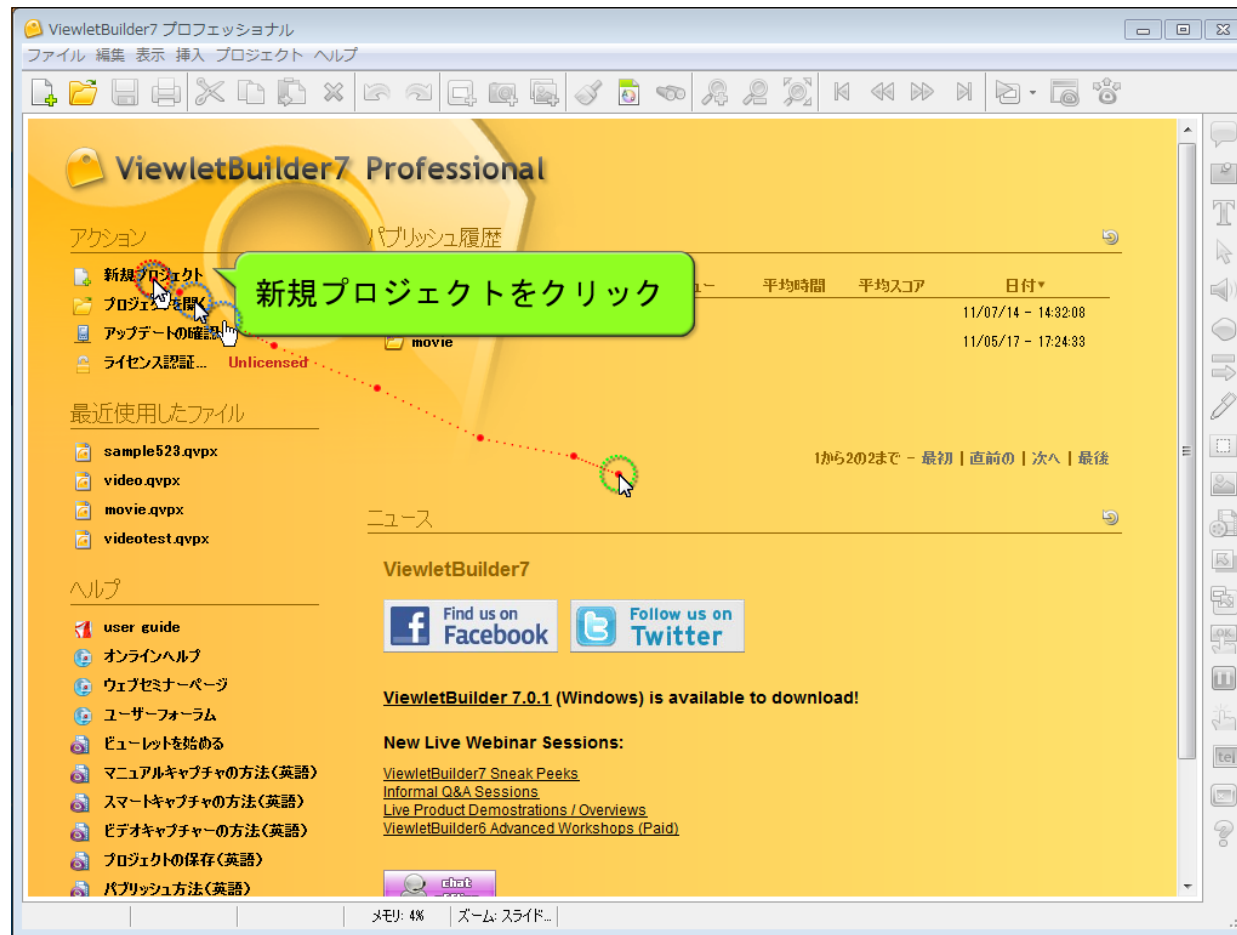 ViewletBuilder7 プロフェッショナル
ファイル 編集 表示 挿入 プロジェクト ヘルプ
ViewletBuilder7 Professional
アクション
新規プロジェクト
プロジェクトを開く
アップデートの確認
ライセンス認証... Unlicensed
新規プロジェクトをクリック
最近使用したファイル
sample523.qvpx
video.qvpx
movie.qvpx
videotest.qvpx
ヘルプ
user guide
オンラインヘルプ
ウェブセミナーページ
ユーザーフォーラム
ビューレットを始める
マニュアルキャプチャの方法(英語)
スマートキャプチャの方法(英語)
ビデオキャプチャーの方法(英語)
プロジェクトの保存(英語)
パブリッシュ方法(英語)
パブリッシュ履歴
ュー 平均時間 平均スコア 日付▾
11/07/14 - 14:32:08
movie 11/05/17 - 17:24:33
1から2の2まで - 最初 | 直前の | 次へ | 最後
ニュース
ViewletBuilder7
Find us on
Facebook
Follow us on
Twitter
ViewletBuilder 7.0.1 (Windows) is available to download!
New Live Webinar Sessions:
ViewletBuilder7 Sneak Peeks
Informal Q&A Sessions
Live Product Demostrations / Overviews
ViewletBuilder6 Advanced Workshops (Paid)
chat
OK
メモリ: 4% ズーム: スライド...